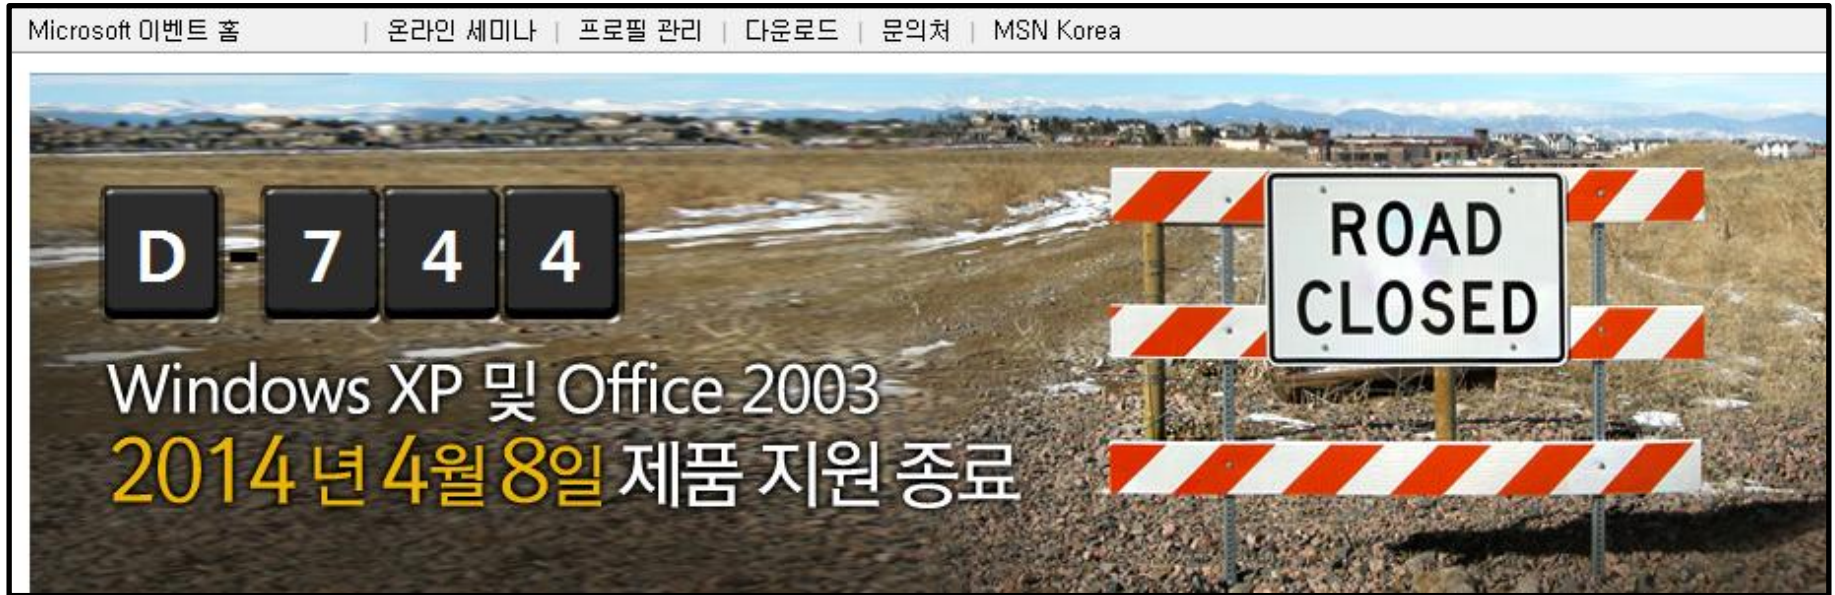 Microsoft 이벤트 홈 | 온라인 세미나 | 프로필 관리 | 다운로드 | 문의처 | MSN Korea
D-744
Windows XP 및 Office 2003
2014년 4월 8일 제품 지원 종료
ROAD
CLOSED